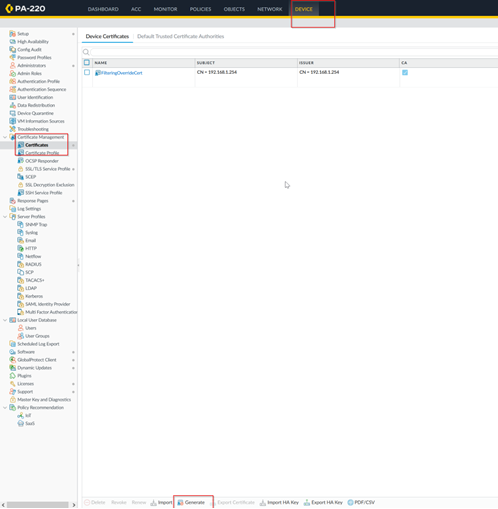 PA-220
DASHBOARD ACC MONITOR POLICIES OBJECTS NETWORK DEVICE
Setup
High Availability
Config Audit
Password Profiles
Administrators
Admin Roles
Authentication Profile
Authentication Sequence
User Identification
Data Redistribution
Device Quarantine
VM Information Sources
Troubleshooting
Certificate Management
Certificates
Certificate Profile
OCSP Responder
SSL/TLS Service Profile
SCEP
SSL Decryption Exclusion
SSH Service Profile
Response Pages
Log Settings
Server Profiles
SNMP Trap
Syslog
Email
HTTP
Netflow
RADIUS
SCP
TACACS+
LDAP
Kerberos
SAML Identity Provider
Multi Factor Authentication
Local User Database
Users
User Groups
Scheduled Log Export
Software
GlobalProtect Client
Dynamic Updates
Plugins
Licenses
Support
Master Key and Diagnostics
Policy Recommendation
IoT
SaaS
Device Certificates Default Trusted Certificate Authorities
NAME SUBJECT ISSUER CA
FilteringOverrideCert CN = 192.168.1.254 CN = 192.168.1.254
Delete Revoke Renew Import Generate Export Certificate Import HA Key Export HA Key PDF/CSV